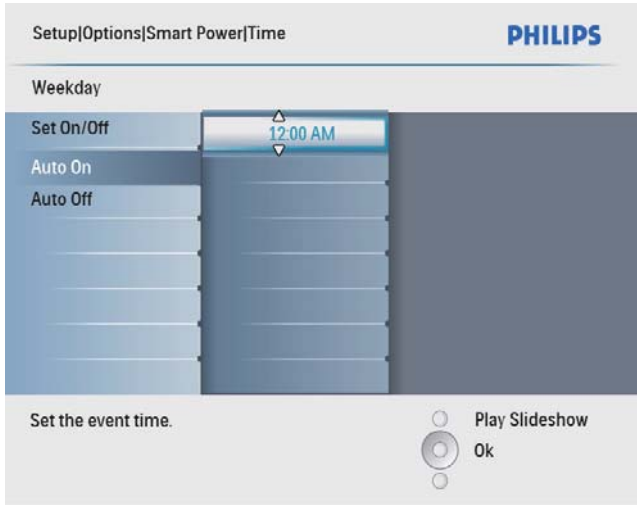 Setup|Options|Smart Power|Time
PHILIPS
Weekday
Set On/Off
12:00 AM
Auto On
Auto Off
Set the event time.
Play Slideshow
Ok